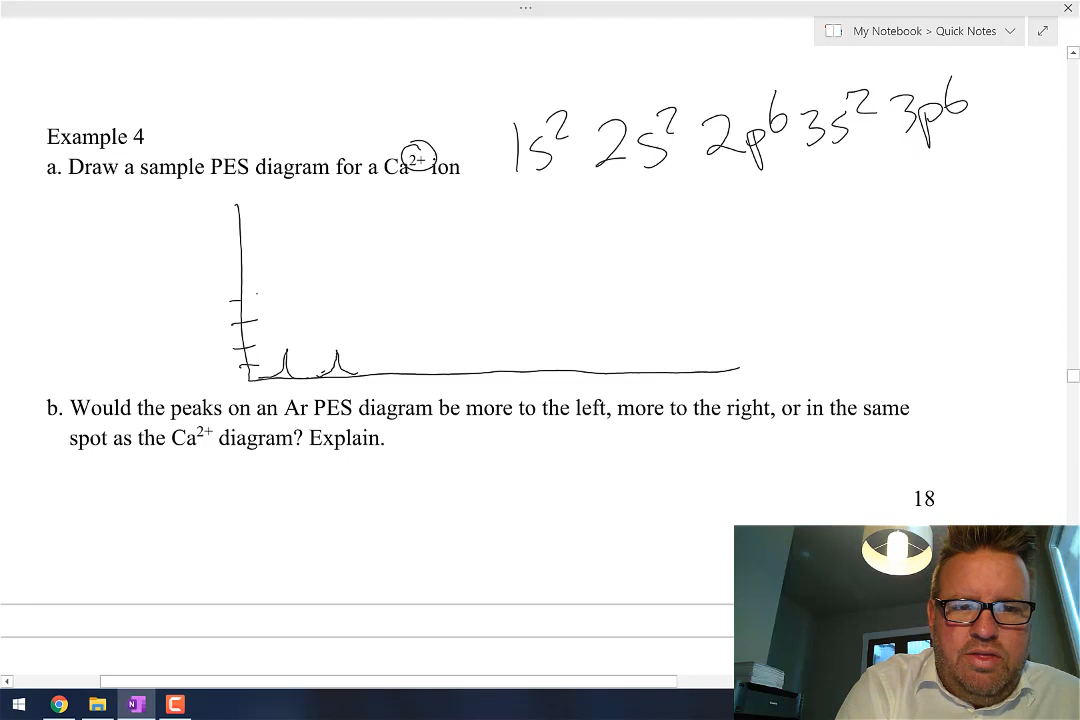 My Notebook > Quick Notes
1s² 2s² 2p⁶ 3s² 3p⁶
Example 4
a. Draw a sample PES diagram for a Ca²⁺ ion
b. Would the peaks on an Ar PES diagram be more to the left, more to the right, or in the same
spot as the Ca²⁺ diagram? Explain.
18